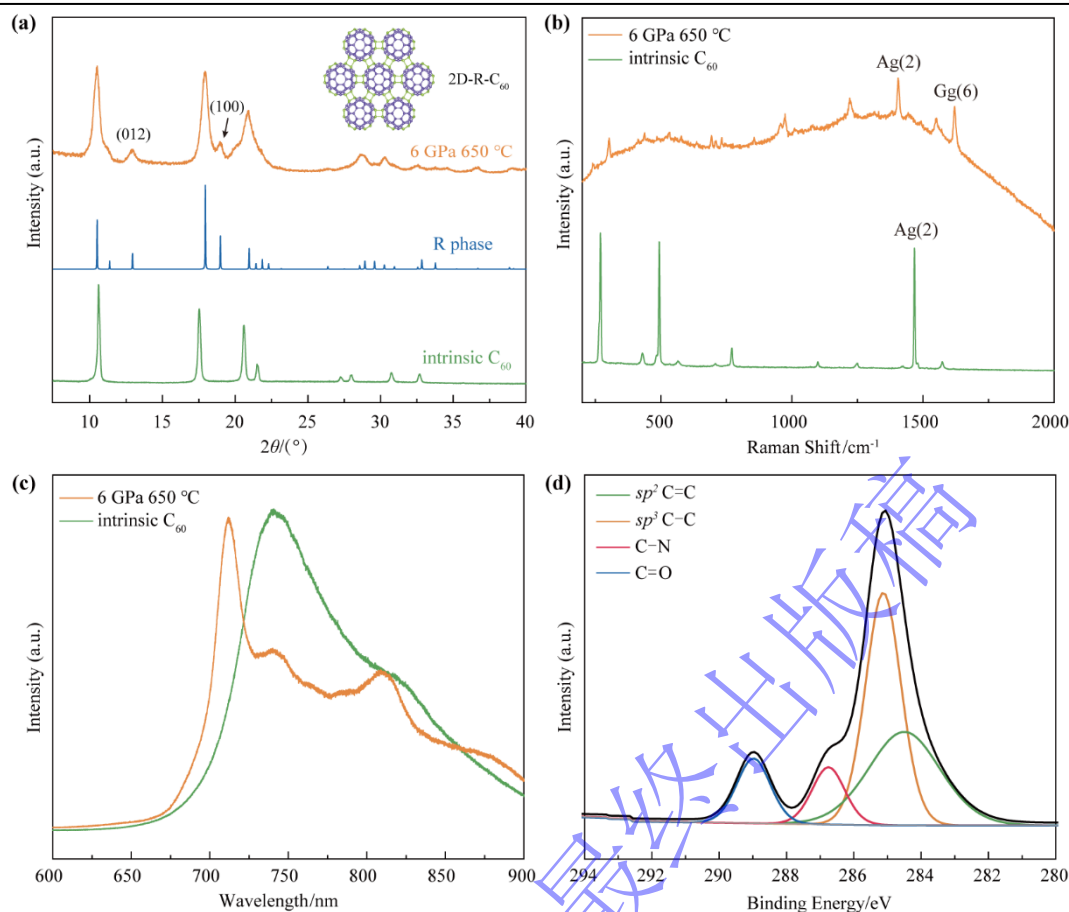 (a)
2D-R-C₆₀
(012)
(100)
6 GPa 650 ℃
R phase
intrinsic C₆₀
Intensity (a.u.)
10 15 20 25 30 35 40
2θ/(°)
(b)
6 GPa 650 ℃
intrinsic C₆₀
Ag(2)
Gg(6)
Ag(2)
Intensity (a.u.)
500 1000 1500 2000
Raman Shift/cm⁻¹
(c)
6 GPa 650 ℃
intrinsic C₆₀
Intensity (a.u.)
600 650 700 750 800 850 900
Wavelength/nm
(d)
sp² C=C
sp³ C−C
C−N
C=O
Intensity (a.u.)
294 292 290 288 286 284 282 280
Binding Energy/eV
最终出版稿